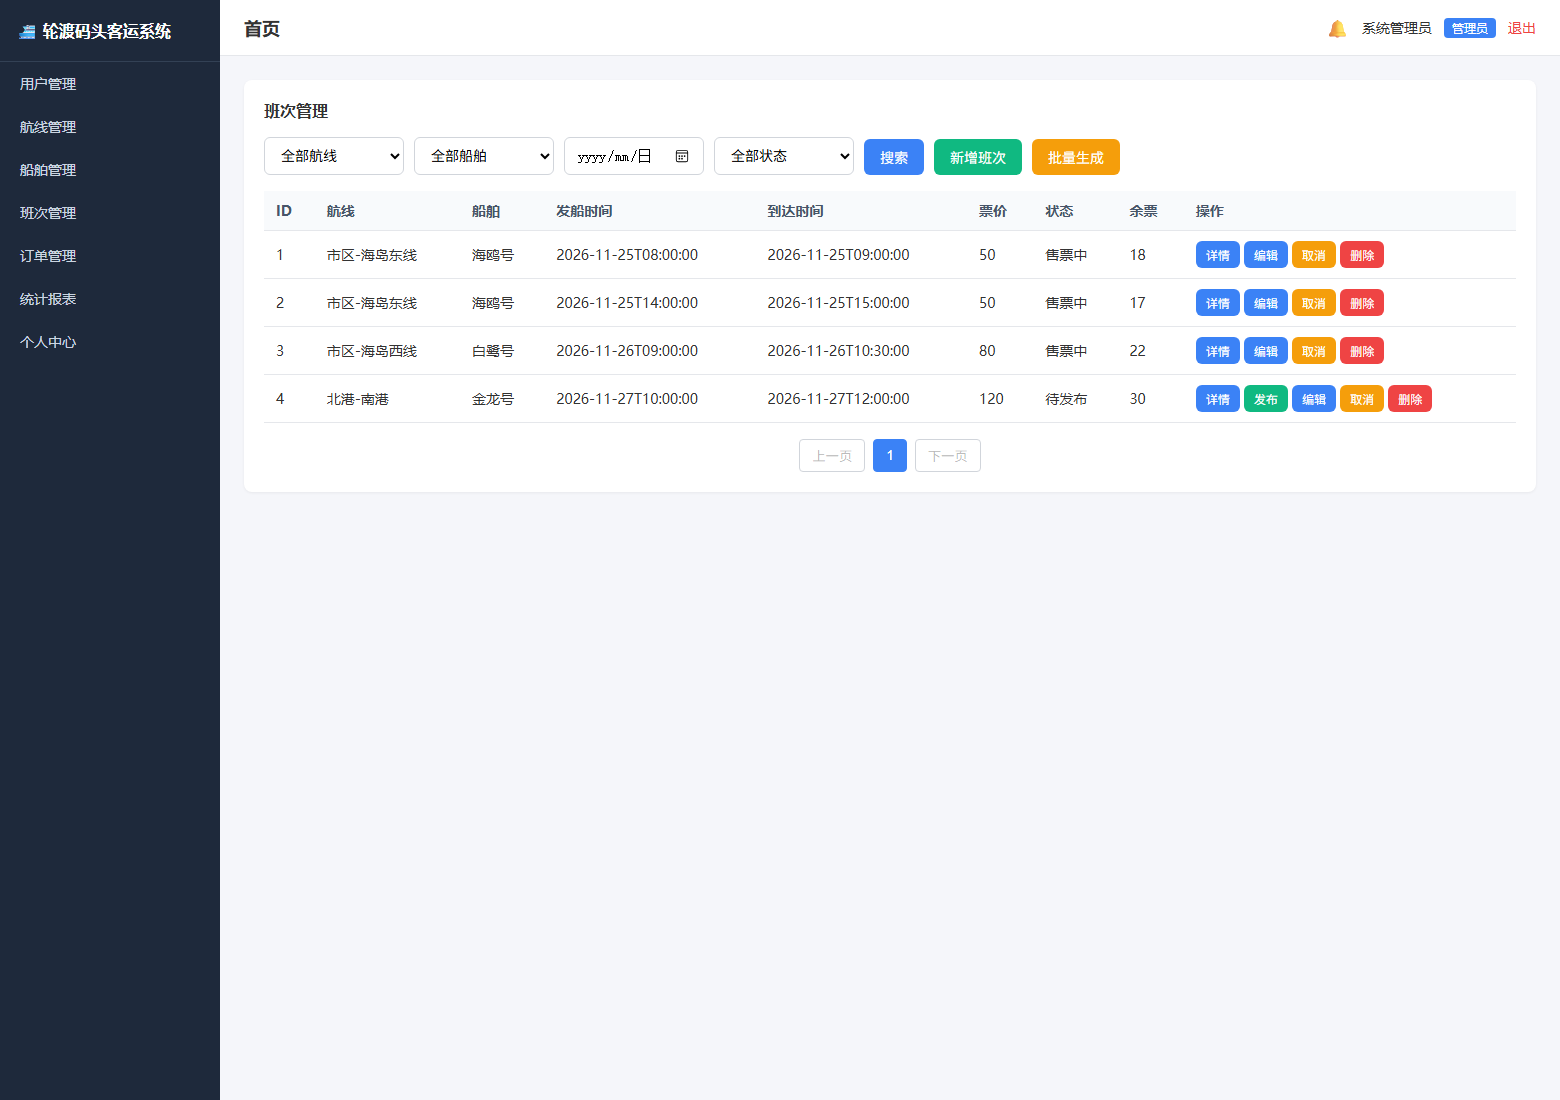 轮渡码头客运系统
首页
系统管理员 管理员 退出
用户管理
航线管理
船舶管理
班次管理
订单管理
统计报表
个人中心
班次管理
全部航线 全部船舶 yyyy/mm/日 全部状态 搜索 新增班次 批量生成
ID 航线 船舶 发船时间 到达时间 票价 状态 余票 操作
1 市区-海岛东线 海鸥号 2026-11-25T08:00:00 2026-11-25T09:00:00 50 售票中 18 详情 编辑 取消 删除
2 市区-海岛东线 海鸥号 2026-11-25T14:00:00 2026-11-25T15:00:00 50 售票中 17 详情 编辑 取消 删除
3 市区-海岛西线 白鹭号 2026-11-26T09:00:00 2026-11-26T10:30:00 80 售票中 22 详情 编辑 取消 删除
4 北港-南港 金龙号 2026-11-27T10:00:00 2026-11-27T12:00:00 120 待发布 30 详情 发布 编辑 取消 删除
上一页 1 下一页